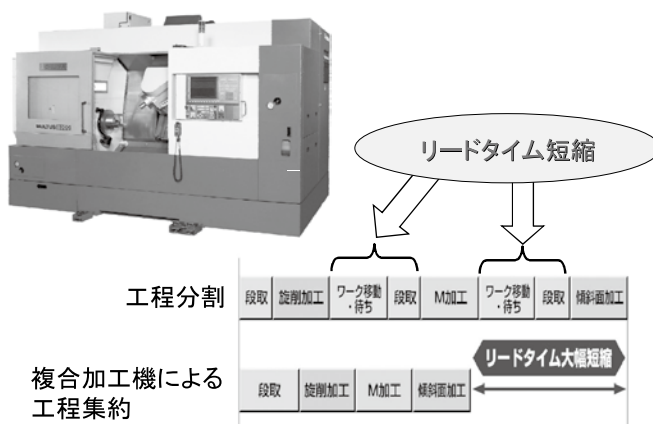 リードタイム短縮
工程分割
段取
旋削加工
ワーク移動
・待ち
段取
M加工
ワーク移動
・待ち
段取
傾斜面加工
リードタイム大幅短縮
複合加工機による
工程集約
段取
旋削加工
M加工
傾斜面加工